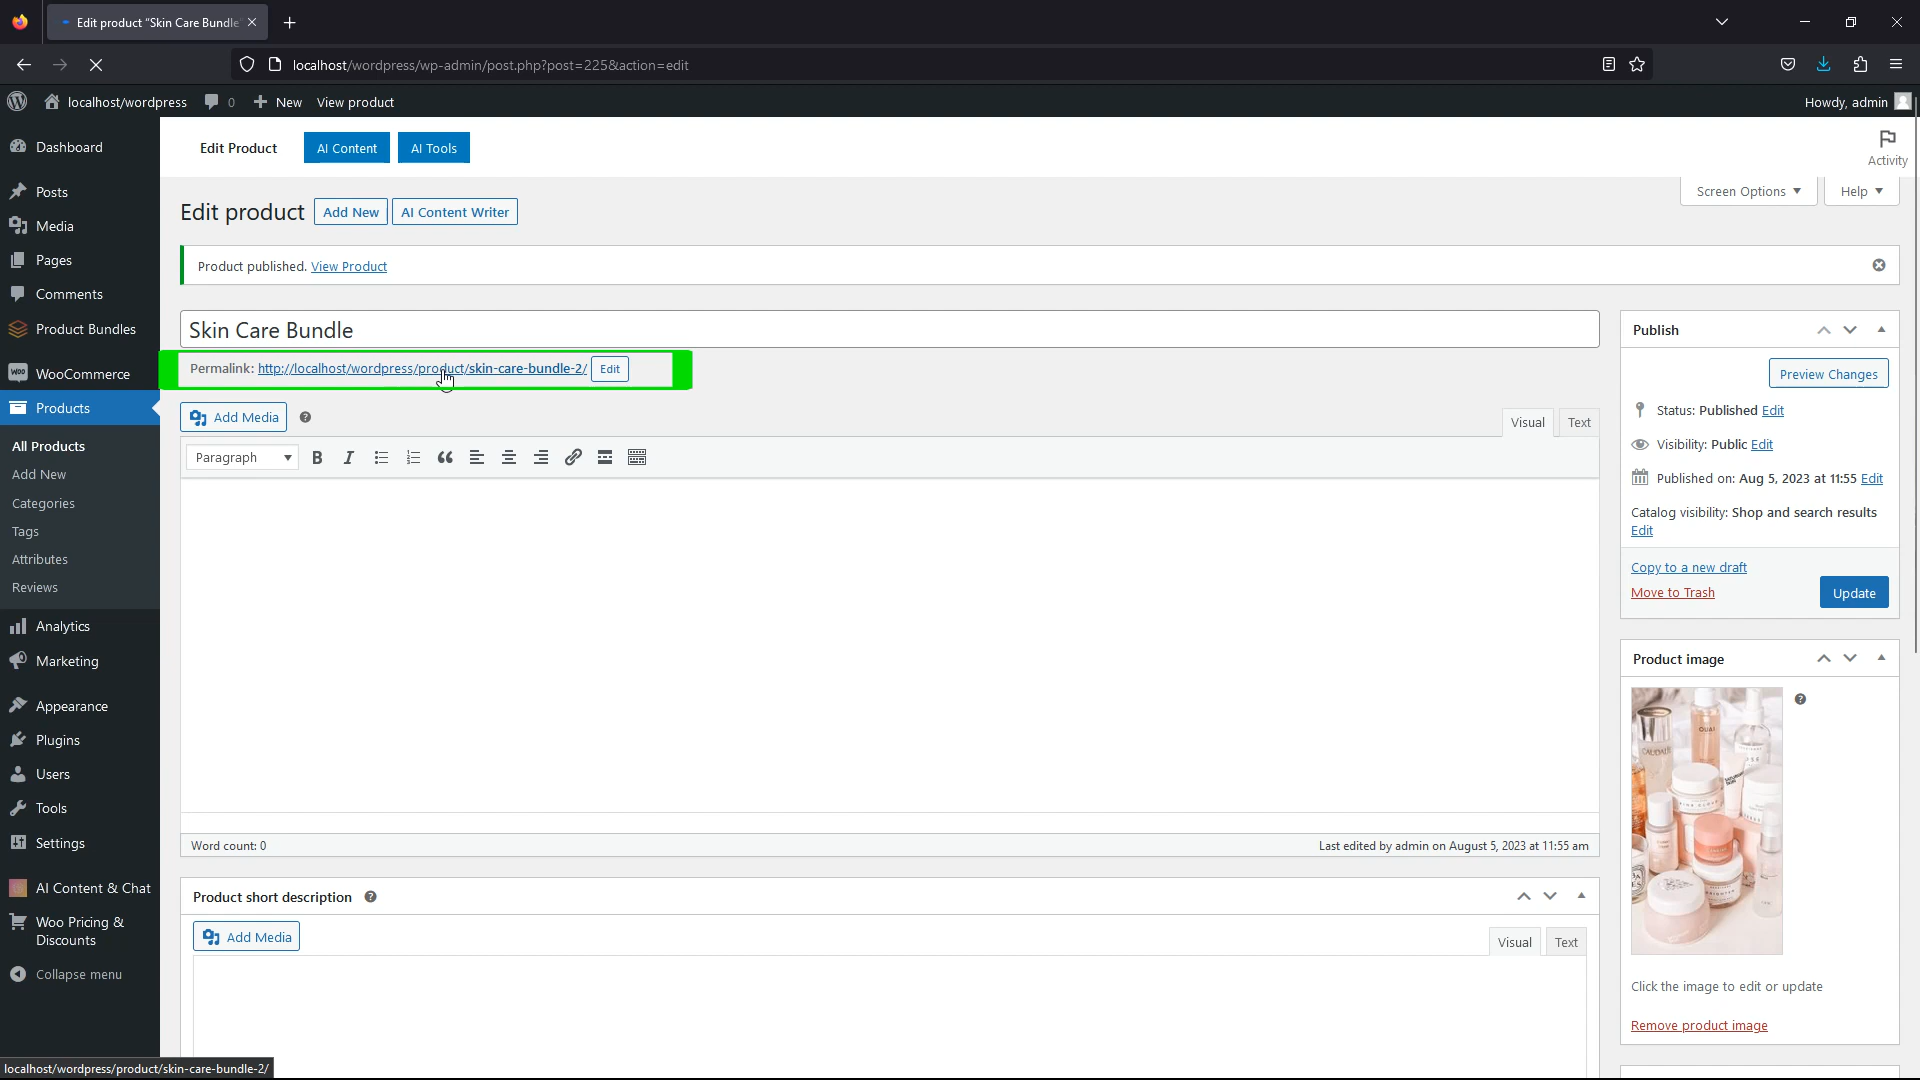 Edit product “Skin Care Bundle
localhost/wordpress/wp-admin/post.php?post=225&action=edit
localhost/wordpress
0
New
View product
Howdy, admin
Dashboard
Posts
Media
Pages
Comments
Product Bundles
WooCommerce
Products
All Products
Add New
Categories
Tags
Attributes
Reviews
Analytics
Marketing
Appearance
Plugins
Users
Tools
Settings
AI Content & Chat
Woo Pricing &
Discounts
Collapse menu
Edit Product
AI Content
AI Tools
Activity
Screen Options
Help
Edit product
Add New
AI Content Writer
Product published. View Product
Skin Care Bundle
Permalink: http://localhost/wordpress/product/skin-care-bundle-2/
Edit
Add Media
Visual
Text
Paragraph
Word count: 0
Last edited by admin on August 5, 2023 at 11:55 am
Product short description
Add Media
Visual
Text
Publish
Preview Changes
Status: Published Edit
Visibility: Public Edit
Published on: Aug 5, 2023 at 11:55 Edit
Catalog visibility: Shop and search results
Edit
Copy to a new draft
Move to Trash
Update
Product image
OUAI
CAUDALIE
Click the image to edit or update
Remove product image
localhost/wordpress/product/skin-care-bundle-2/